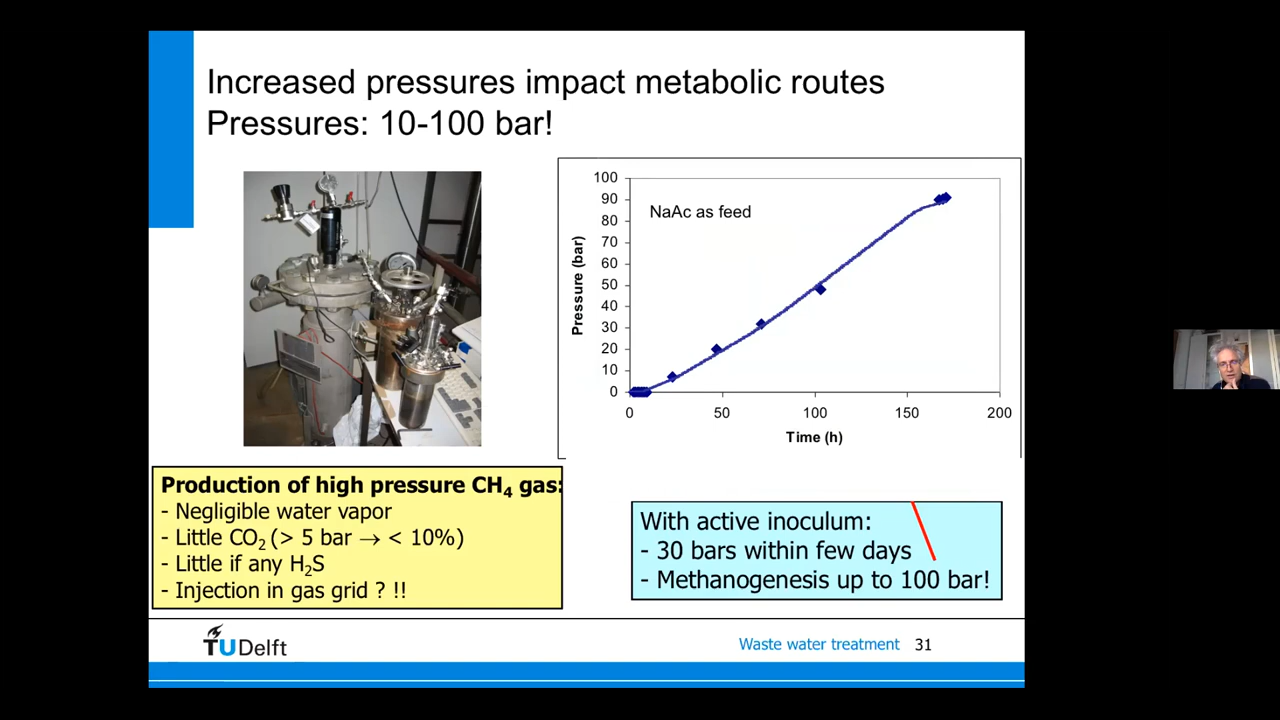 Increased pressures impact metabolic routes
Pressures: 10-100 bar!
100
90
80
70
60
50
40
30
20
10
0
Pressure (bar)
NaAc as feed
0 50 100 150 200
Time (h)
Production of high pressure CH₄ gas:
- Negligible water vapor
- Little CO₂ (> 5 bar → < 10%)
- Little if any H₂S
- Injection in gas grid ? !!
With active inoculum:
- 30 bars within few days
- Methanogenesis up to 100 bar!
TUDelft
Waste water treatment 31